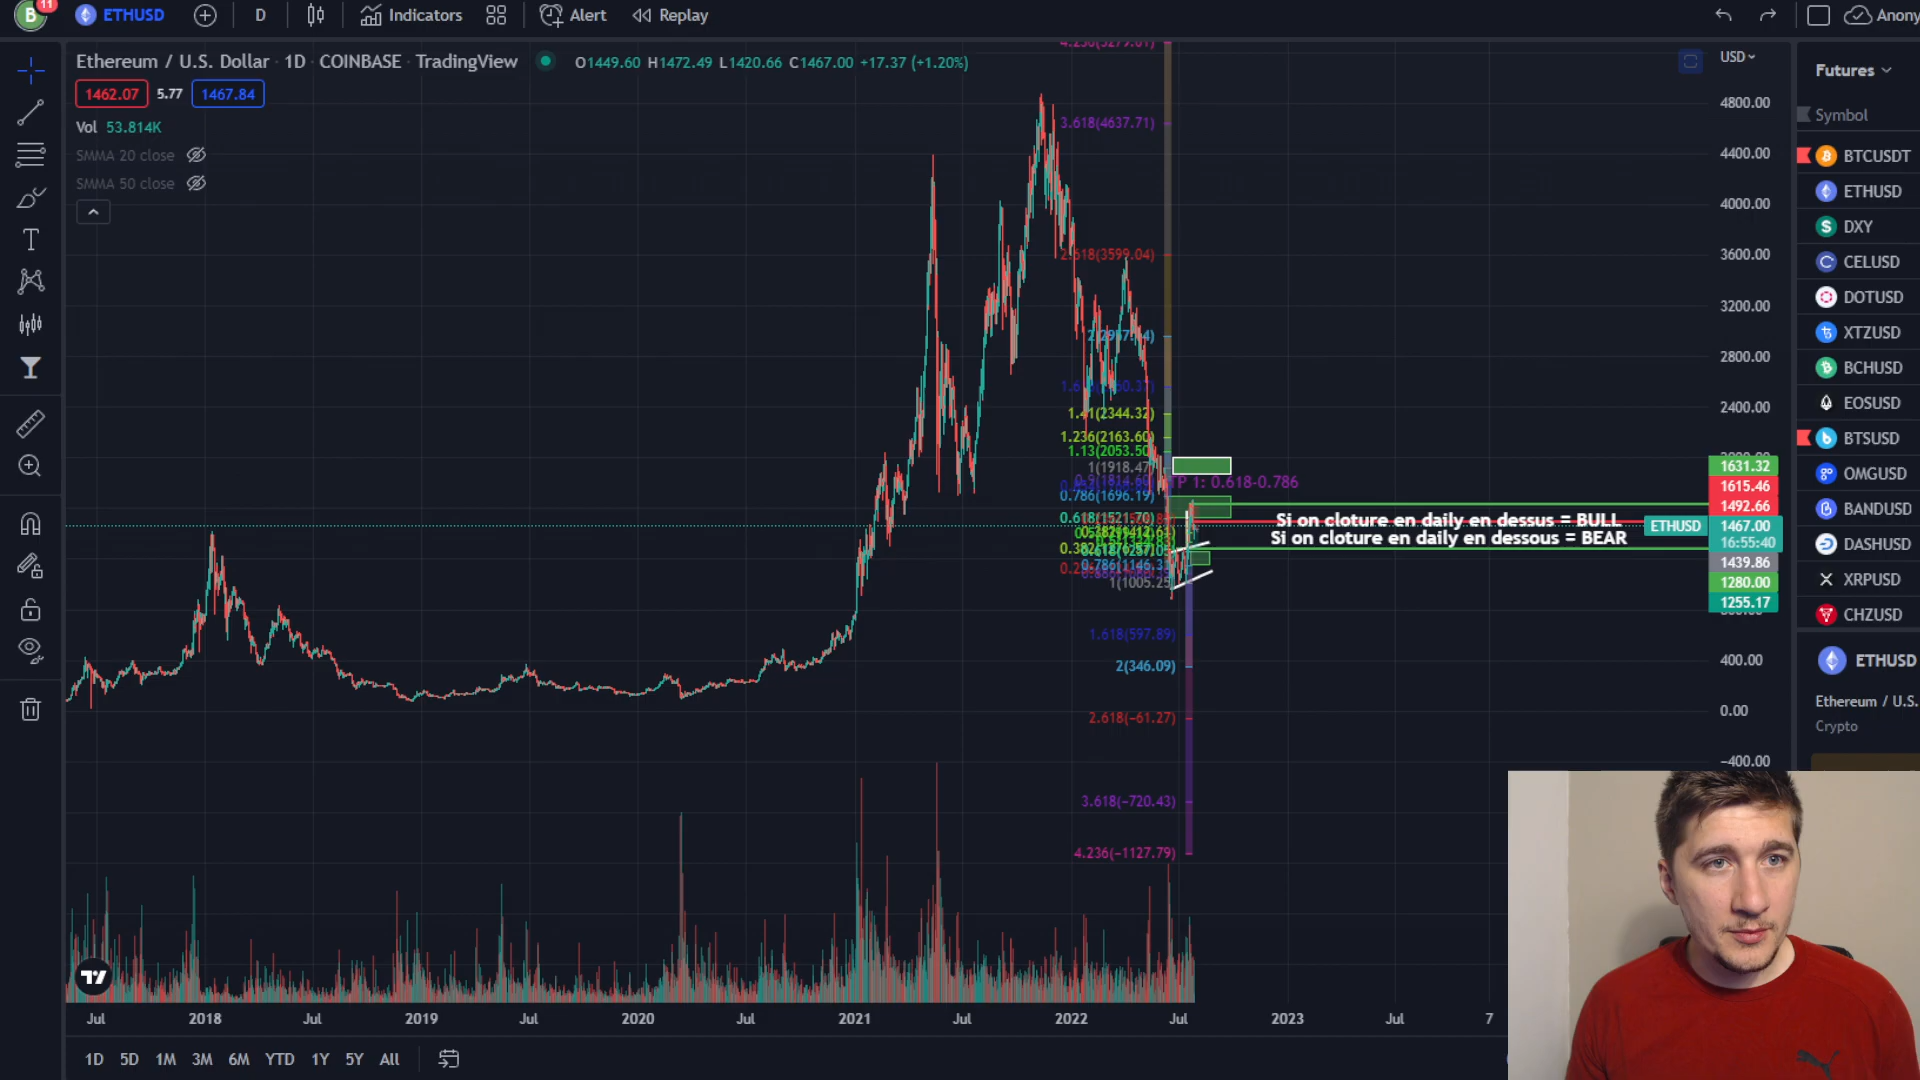 B 11 ETHUSD D Indicators Alert Replay Anony
Ethereum / U.S. Dollar · 1D · COINBASE · TradingView O1449.60 H1472.49 L1420.66 C1467.00 +17.37 (+1.20%)
1462.07 5.77 1467.84
Vol 53.814K
SMMA 20 close
SMMA 50 close
USD
4800.00
4400.00
4000.00
3600.00
3200.00
2800.00
2400.00
1631.32
1615.46
1492.66
ETHUSD 1467.00
16:55:40
1439.86
1280.00
1255.17
400.00
0.00
−400.00
3.618(4637.71)
2.618(3599.04)
1.41(2344.32)
1.236(2163.60)
1.13(2053.50)
1(1918.47)
TP 1: 0.618-0.786
0.786(1696.19)
Si on cloture en daily en dessus = BULL
Si on cloture en daily en dessous = BEAR
1(1005.25)
1.618(597.89)
2(346.09)
2.618(−61.27)
3.618(−720.43)
4.236(−1127.79)
Jul 2018 Jul 2019 Jul 2020 Jul 2021 Jul 2022 Jul 2023 Jul 7
1D 5D 1M 3M 6M YTD 1Y 5Y All
Futures
Symbol
BTCUSDT
ETHUSD
DXY
CELUSD
DOTUSD
XTZUSD
BCHUSD
EOSUSD
BTSUSD
OMGUSD
BANDUSD
DASHUSD
XRPUSD
CHZUSD
ETHUSD
Ethereum / U.S.
Crypto